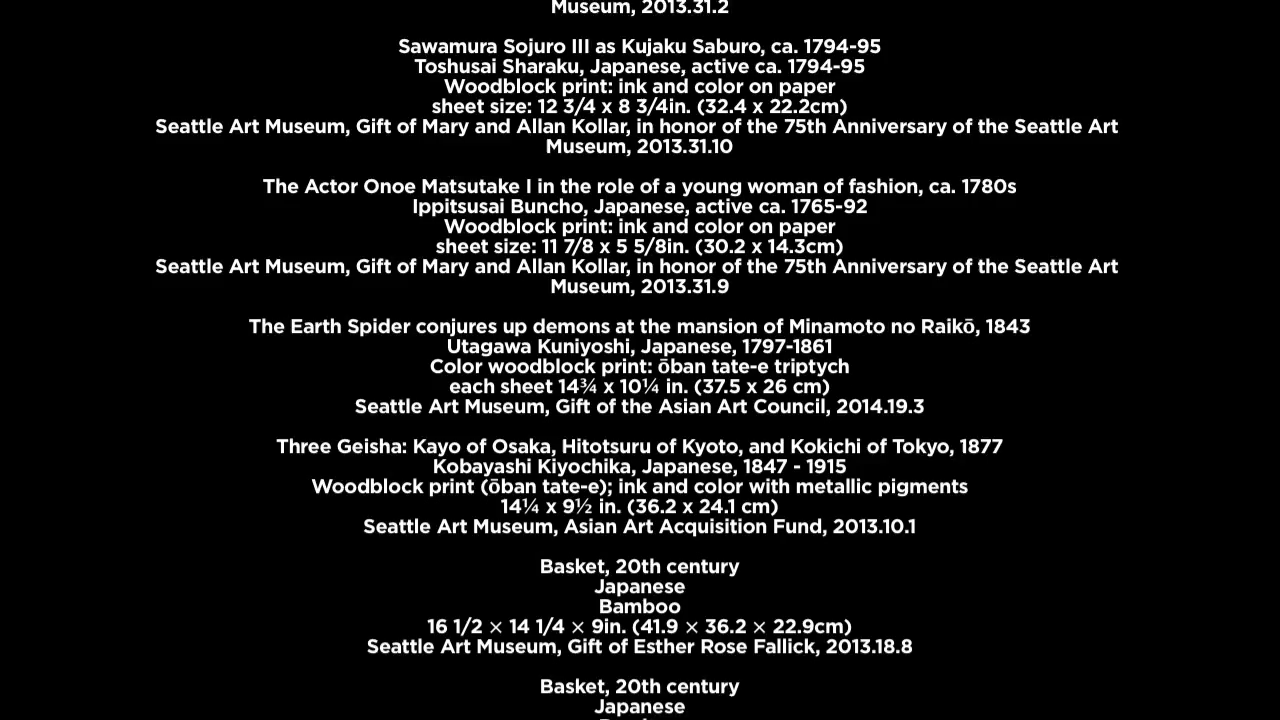 Museum, 2013.31.2
Sawamura Sojuro III as Kujaku Saburo, ca. 1794-95
Toshusai Sharaku, Japanese, active ca. 1794-95
Woodblock print: ink and color on paper
sheet size: 12 3/4 x 8 3/4in. (32.4 x 22.2cm)
Seattle Art Museum, Gift of Mary and Allan Kollar, in honor of the 75th Anniversary of the Seattle Art
Museum, 2013.31.10
The Actor Onoe Matsutake I in the role of a young woman of fashion, ca. 1780s
Ippitsusai Buncho, Japanese, active ca. 1765-92
Woodblock print: ink and color on paper
sheet size: 11 7/8 x 5 5/8in. (30.2 x 14.3cm)
Seattle Art Museum, Gift of Mary and Allan Kollar, in honor of the 75th Anniversary of the Seattle Art
Museum, 2013.31.9
The Earth Spider conjures up demons at the mansion of Minamoto no Raikō, 1843
Utagawa Kuniyoshi, Japanese, 1797-1861
Color woodblock print: ōban tate-e triptych
each sheet 14¾ x 10¼ in. (37.5 x 26 cm)
Seattle Art Museum, Gift of the Asian Art Council, 2014.19.3
Three Geisha: Kayo of Osaka, Hitotsuru of Kyoto, and Kokichi of Tokyo, 1877
Kobayashi Kiyochika, Japanese, 1847 - 1915
Woodblock print (ōban tate-e); ink and color with metallic pigments
14¼ x 9½ in. (36.2 x 24.1 cm)
Seattle Art Museum, Asian Art Acquisition Fund, 2013.10.1
Basket, 20th century
Japanese
Bamboo
16 1/2 × 14 1/4 × 9in. (41.9 × 36.2 × 22.9cm)
Seattle Art Museum, Gift of Esther Rose Fallick, 2013.18.8
Basket, 20th century
Japanese